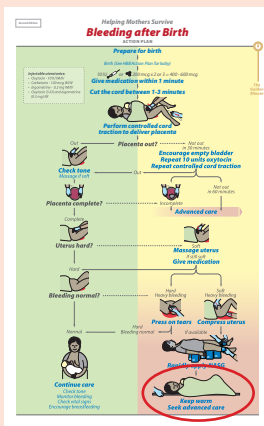 Helping Mothers Survive
Bleeding after Birth
ACTION PLAN
Prepare for birth
Give medication within 1 minute
Cut the cord between 1-3 minutes
Perform controlled cord
traction to deliver placenta
Out
Placenta out?
Not out
in 30 minutes
Check tone
Massage if soft
Out
Encourage empty bladder
Repeat 10 units oxytocin
Repeat controlled cord traction
Not out
in 60 minutes
Placenta complete?
Incomplete
Advanced care
Complete
Uterus hard?
Soft
Massage uterus
If still soft
Give medication
Hard
Bleeding normal?
Hard
Heavy bleeding
Soft
Heavy bleeding
Press on tears
Compress uterus
Normal
Hard
Bleeding normal
If available
Continue care
Check tone
Monitor bleeding
Check vital signs
Encourage breastfeeding
Keep warm
Seek advanced care